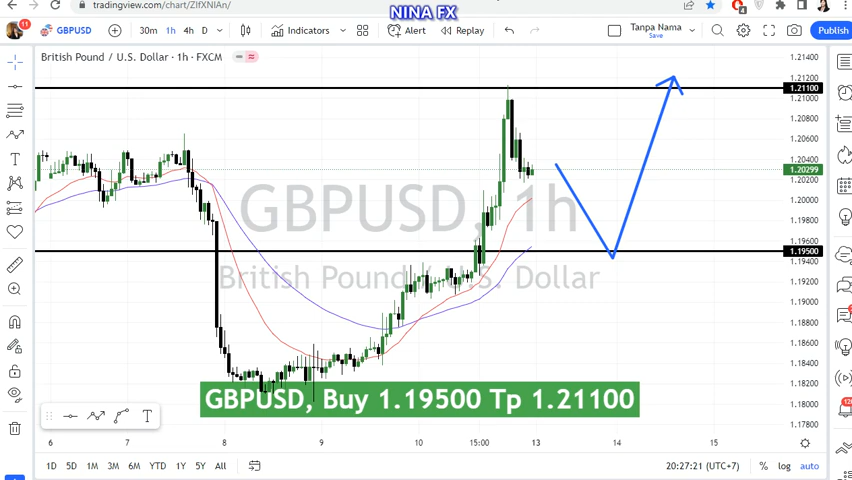 tradingview.com/chart/ZIfXNIAn/
NINA FX
11
GBPUSD
30m 1h 4h D
Indicators
Alert
Replay
Tanpa Nama
Save
Publish
British Pound / U.S. Dollar · 1h · FXCM
GBPUSD, 1h
British Pound / U.S. Dollar
1.21400
1.21200
1.21100
1.21000
1.20800
1.20600
1.20400
1.20299
1.20200
1.20000
1.19800
1.19600
1.19500
1.19400
1.19200
1.19000
1.18800
1.18600
1.18400
1.18200
1.18000
1.17800
GBPUSD, Buy 1.19500 Tp 1.21100
6 7 8 9 10 15:00 13 14 15
1D 5D 1M 3M 6M YTD 1Y 5Y All
20:27:21 (UTC+7)
% log auto